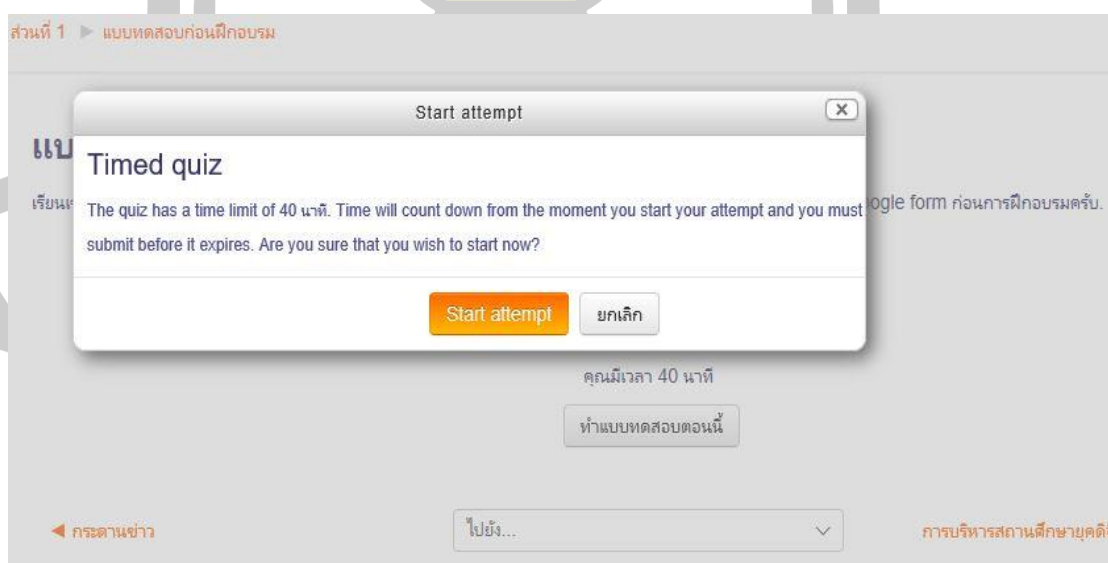 ส่วนที่ 1 ▶ แบบทดสอบก่อนฝึกอบรม
Start attempt
แบ
Timed quiz
เรียน
The quiz has a time limit of 40 นาที. Time will count down from the moment you start your attempt and you must
ogle form ก่อนการฝึกอบรมครับ.
submit before it expires. Are you sure that you wish to start now?
Start attempt ยกเลิก
คุณมีเวลา 40 นาที
ทำแบบทดสอบตอนนี้
◀ กระดานข่าว ไปยัง... การบริหารสถานศึกษายุคดิ